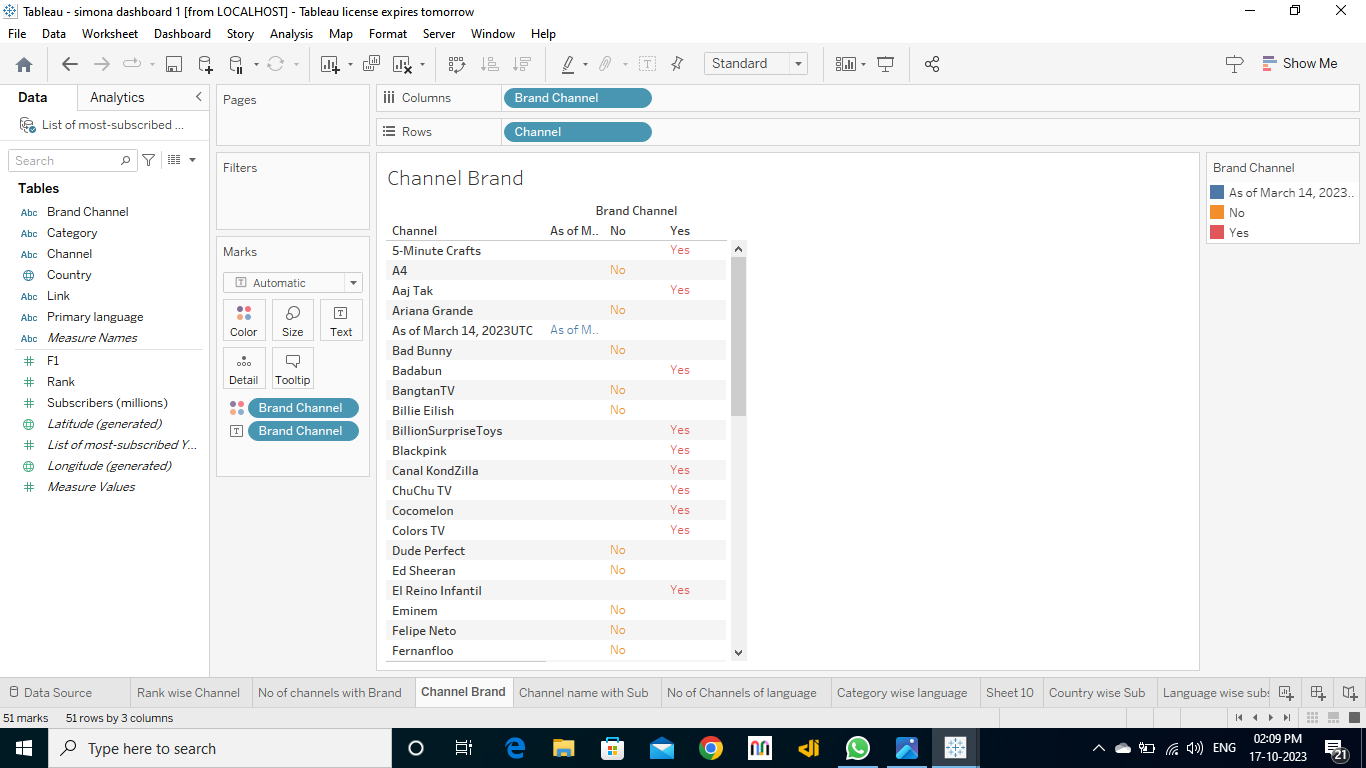 Tableau - simona dashboard 1 [from LOCALHOST] - Tableau license expires tomorrow
File Data Worksheet Dashboard Story Analysis Map Format Server Window Help
Standard
Show Me
Data Analytics
List of most-subscribed ...
Search
Tables
Abc Brand Channel
Abc Category
Abc Channel
Country
Abc Link
Abc Primary language
Abc Measure Names
# F1
# Rank
# Subscribers (millions)
Latitude (generated)
# List of most-subscribed Y...
Longitude (generated)
# Measure Values
Pages
Filters
Marks
T Automatic
Color Size Text
Detail Tooltip
Brand Channel
T Brand Channel
Columns Brand Channel
Rows Channel
Channel Brand
Brand Channel
Channel As of M.. No Yes
5-Minute Crafts Yes
A4 No
Aaj Tak Yes
Ariana Grande No
As of March 14, 2023UTC As of M..
Bad Bunny No
Badabun Yes
BangtanTV No
Billie Eilish No
BillionSurpriseToys Yes
Blackpink Yes
Canal KondZilla Yes
ChuChu TV Yes
Cocomelon Yes
Colors TV Yes
Dude Perfect No
Ed Sheeran No
El Reino Infantil Yes
Eminem No
Felipe Neto No
Fernanfloo No
Brand Channel
As of March 14, 2023..
No
Yes
Data Source Rank wise Channel No of channels with Brand Channel Brand Channel name with Sub No of Channels of language Category wise language Sheet 10 Country wise Sub Language wise subs
51 marks 51 rows by 3 columns
Type here to search
ENG
02:09 PM
17-10-2023
21